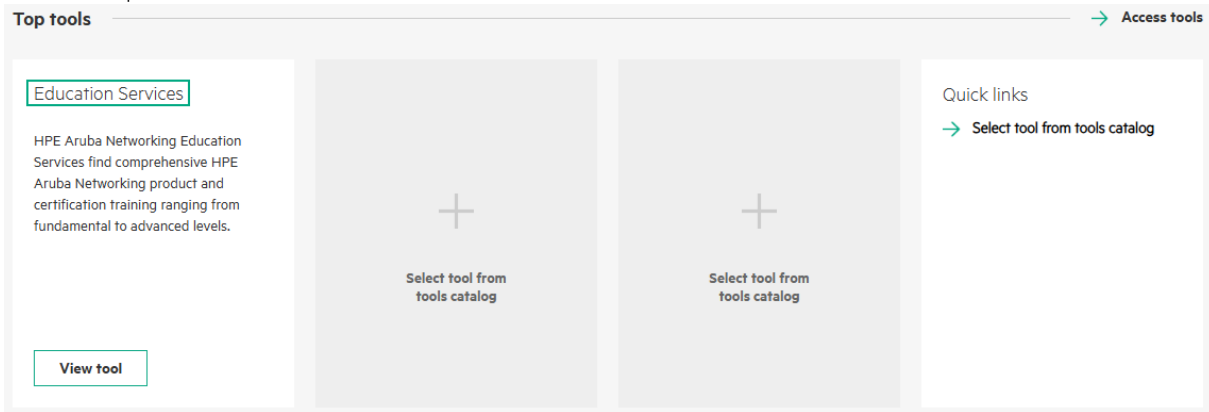 Top tools
Access tools
Education Services
HPE Aruba Networking Education
Services find comprehensive HPE
Aruba Networking product and
certification training ranging from
fundamental to advanced levels.
View tool
Select tool from
tools catalog
Select tool from
tools catalog
Quick links
Select tool from tools catalog